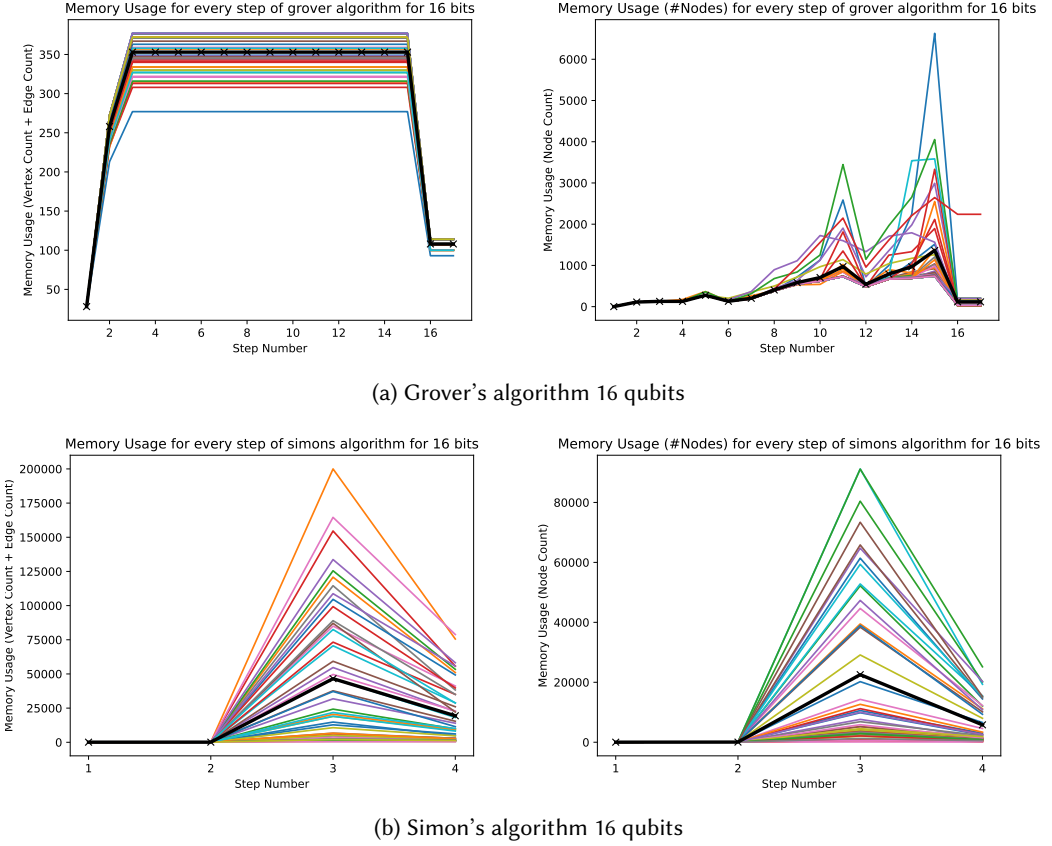 Memory Usage for every step of grover algorithm for 16 bits
Memory Usage (Vertex Count + Edge Count)
350
300
250
200
150
100
50
2 4 6 8 10 12 14 16
Step Number
Memory Usage (#Nodes) for every step of grover algorithm for 16 bits
Memory Usage (Node Count)
6000
5000
4000
3000
2000
1000
0
2 4 6 8 10 12 14 16
Step Number
(a) Grover's algorithm 16 qubits
Memory Usage for every step of simons algorithm for 16 bits
Memory Usage (Vertex Count + Edge Count)
200000
175000
150000
125000
100000
75000
50000
25000
0
1 2 3 4
Step Number
Memory Usage (#Nodes) for every step of simons algorithm for 16 bits
Memory Usage (Node Count)
80000
60000
40000
20000
0
1 2 3 4
Step Number
(b) Simon's algorithm 16 qubits